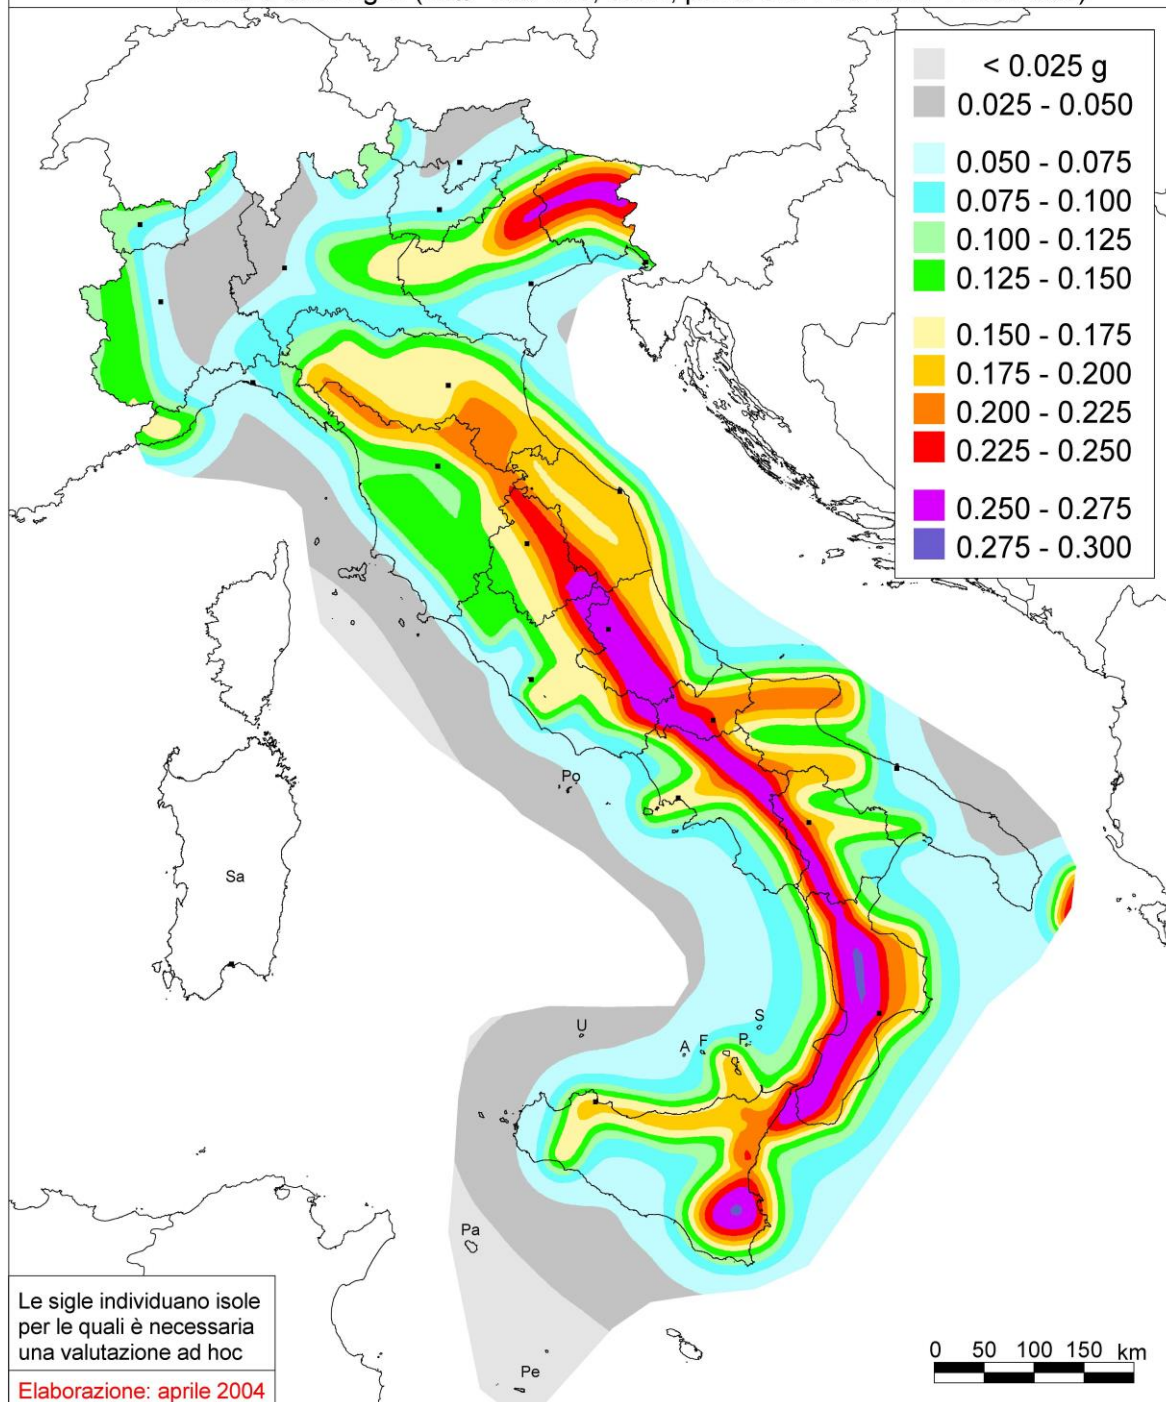 < 0.025 g
0.025 - 0.050
0.050 - 0.075
0.075 - 0.100
0.100 - 0.125
0.125 - 0.150
0.150 - 0.175
0.175 - 0.200
0.200 - 0.225
0.225 - 0.250
0.250 - 0.275
0.275 - 0.300
Po
Sa
S
U
A
F
P.
Pa
Pe
Le sigle individuano isole
per le quali è necessaria
una valutazione ad hoc
Elaborazione: aprile 2004
0 50 100 150 km